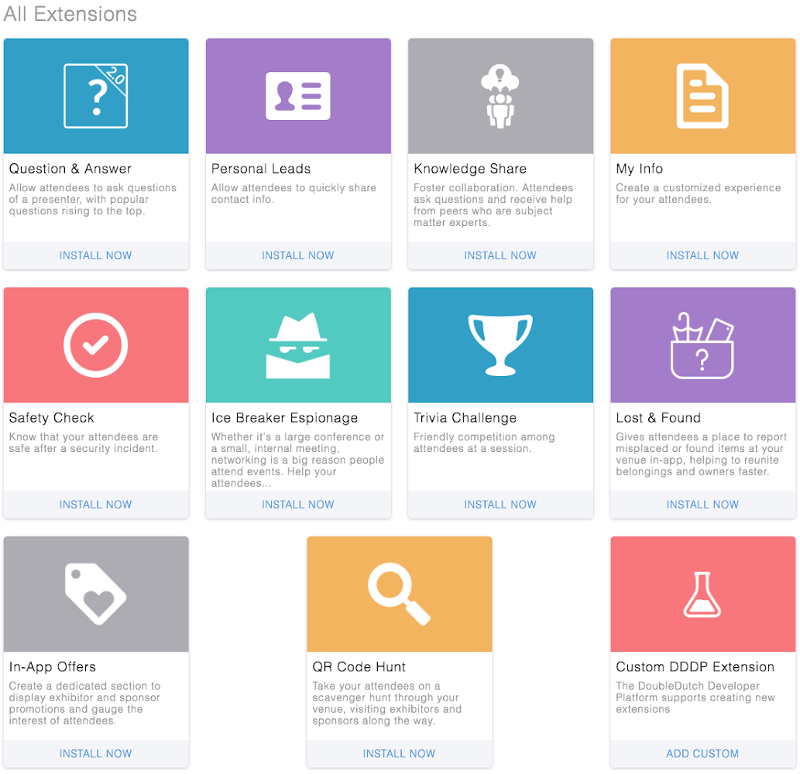 All Extensions
?
2.0
Question & Answer
Allow attendees to ask questions
of a presenter, with popular
questions rising to the top.
INSTALL NOW
Personal Leads
Allow attendees to quickly share
contact info.
INSTALL NOW
Knowledge Share
Foster collaboration. Attendees
ask questions and receive help
from peers who are subject
matter experts.
INSTALL NOW
My Info
Create a customized experience
for your attendees.
INSTALL NOW
Safety Check
Know that your attendees are
safe after a security incident.
INSTALL NOW
Ice Breaker Espionage
Whether it's a large conference or
a small, internal meeting,
networking is a big reason people
attend events. Help your
attendees...
INSTALL NOW
Trivia Challenge
Friendly competition among
attendees at a session.
INSTALL NOW
?
Lost & Found
Gives attendees a place to report
misplaced or found items at your
venue in-app, helping to reunite
belongings and owners faster.
INSTALL NOW
In-App Offers
Create a dedicated section to
display exhibitor and sponsor
promotions and gauge the
interest of attendees.
INSTALL NOW
QR Code Hunt
Take your attendees on a
scavenger hunt through your
venue, visiting exhibitors and
sponsors along the way.
INSTALL NOW
Custom DDDP Extension
The DoubleDutch Developer
Platform supports creating new
extensions
ADD CUSTOM